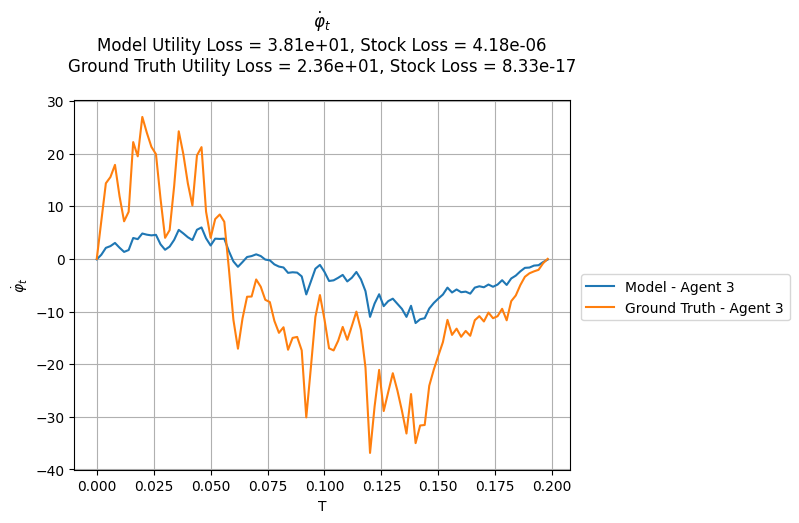 φ̇ₜ
Model Utility Loss = 3.81e+01, Stock Loss = 4.18e-06
Ground Truth Utility Loss = 2.36e+01, Stock Loss = 8.33e-17
30
20
10
0
−10
−20
−30
−40
φ̇ₜ
0.000 0.025 0.050 0.075 0.100 0.125 0.150 0.175 0.200
T
Model - Agent 3
Ground Truth - Agent 3